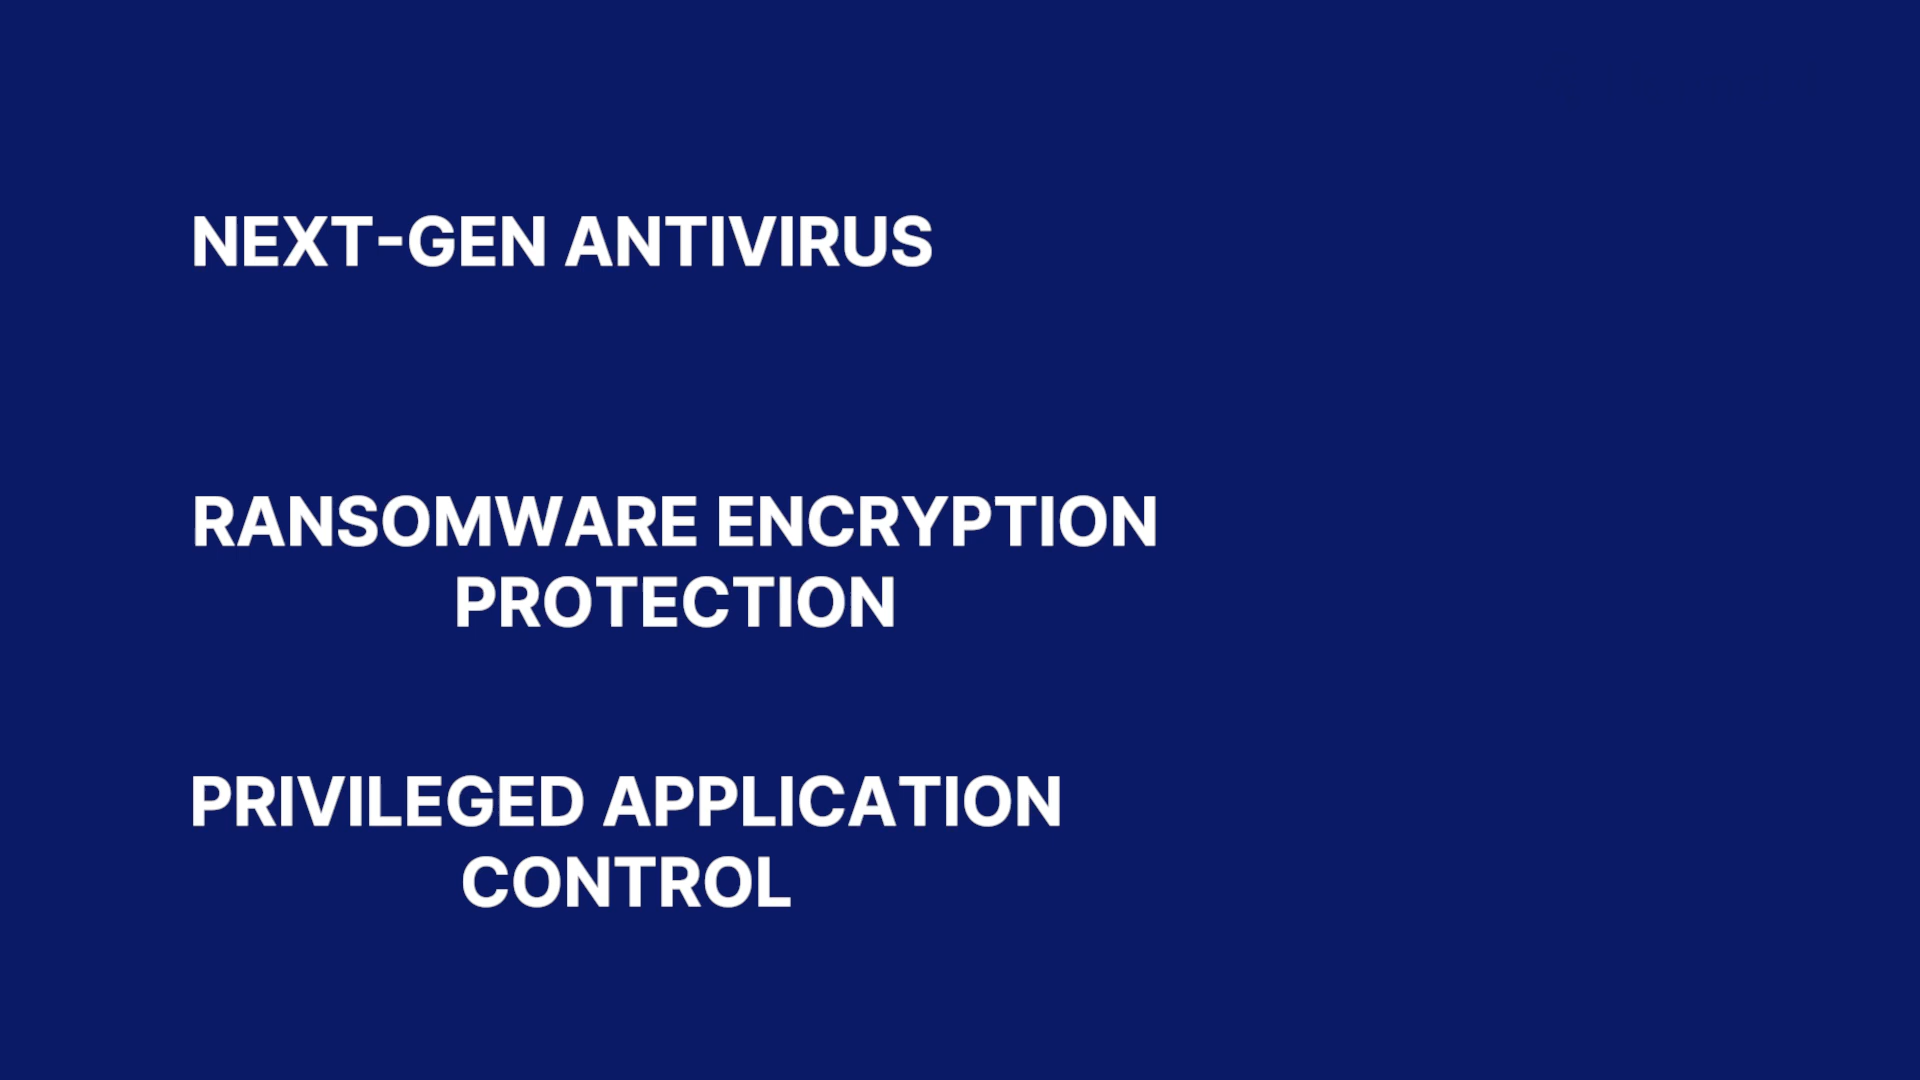 NEXT-GEN ANTIVIRUS
RANSOMWARE ENCRYPTION
PROTECTION
PRIVILEGED APPLICATION
CONTROL